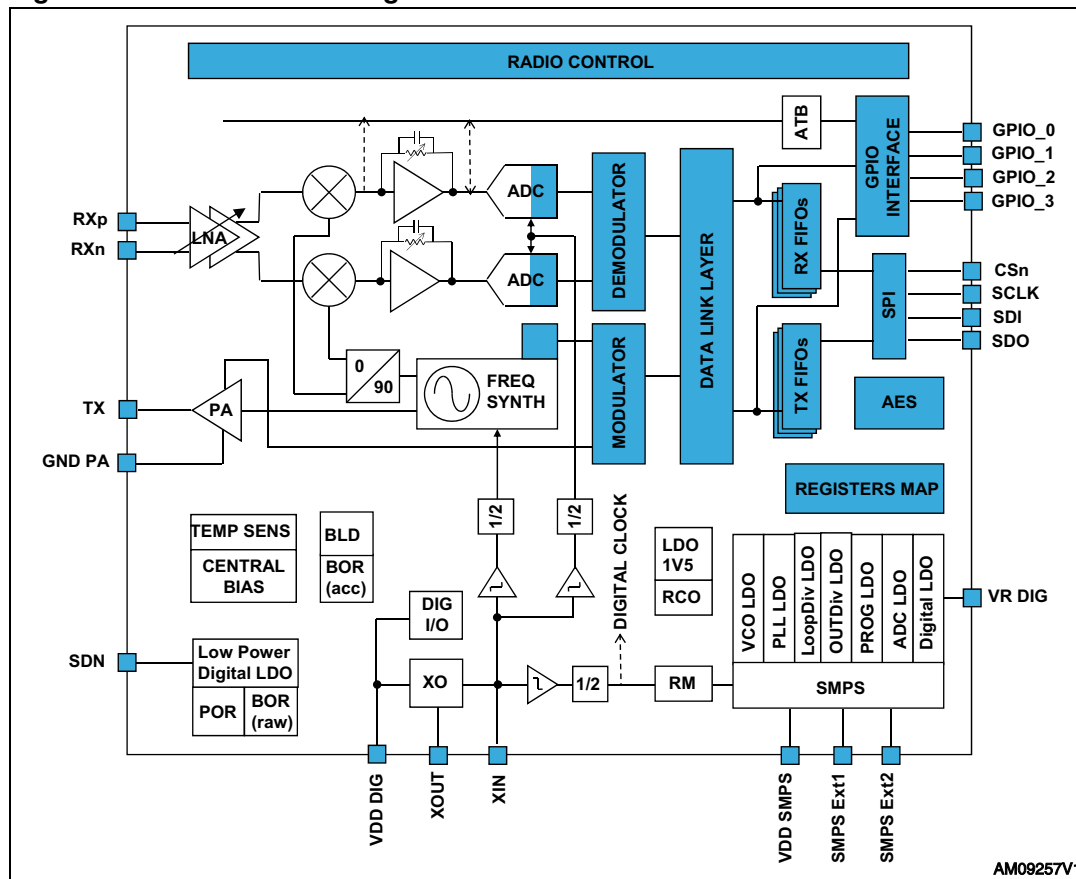 RADIO CONTROL
ATB
GPIO
INTERFACE
GPIO_0
GPIO_1
GPIO_2
GPIO_3
RXp
RXn
LNA
ADC
ADC
DEMODULATOR
DATA LINK LAYER
RX FIFOs
SPI
CSn
SCLK
SDI
SDO
0
90
FREQ
SYNTH
MODULATOR
TX FIFOs
AES
TX
PA
GND PA
REGISTERS MAP
TEMP SENS
CENTRAL
BIAS
BLD
BOR
(acc)
1/2
1/2
DIGITAL CLOCK
LDO
1V5
RCO
VCO LDO
PLL LDO
LoopDiv LDO
OUTDiv LDO
PROG LDO
ADC LDO
Digital LDO
VR DIG
DIG
I/O
SDN
Low Power
Digital LDO
POR
BOR
(raw)
XO
1/2
RM
SMPS
VDD DIG
XOUT
XIN
VDD SMPS
SMPS Ext1
SMPS Ext2
AM09257V1